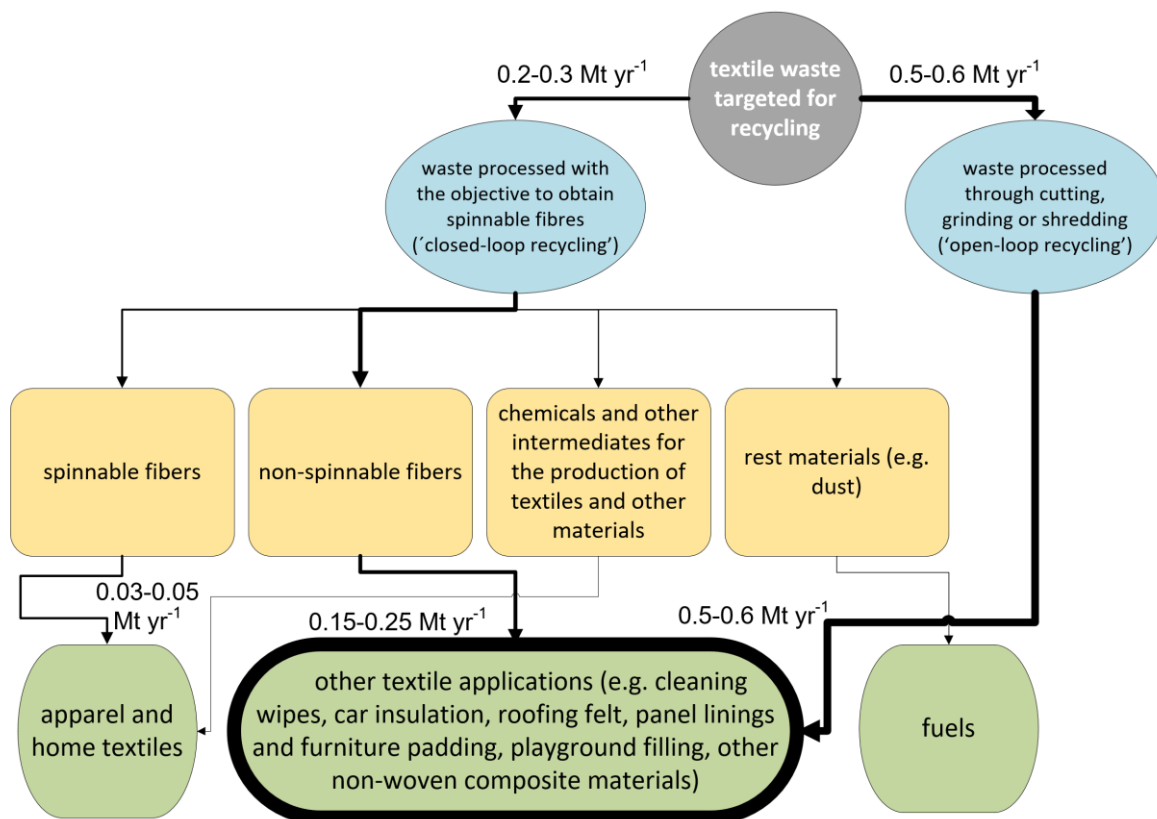 0.2-0.3 Mt yr-1
textile waste
targeted for
recycling
0.5-0.6 Mt yr-1
waste processed with
the objective to obtain
spinnable fibres
(´closed-loop recycling’)
waste processed
through cutting,
grinding or shredding
(‘open-loop recycling’)
spinnable fibers
non-spinnable fibers
chemicals and other
intermediates for
the production of
textiles and other
materials
rest materials (e.g.
dust)
0.03-0.05
Mt yr-1
0.15-0.25 Mt yr-1
0.5-0.6 Mt yr-1
apparel and
home textiles
other textile applications (e.g. cleaning
wipes, car insulation, roofing felt, panel linings
and furniture padding, playground filling, other
non-woven composite materials)
fuels